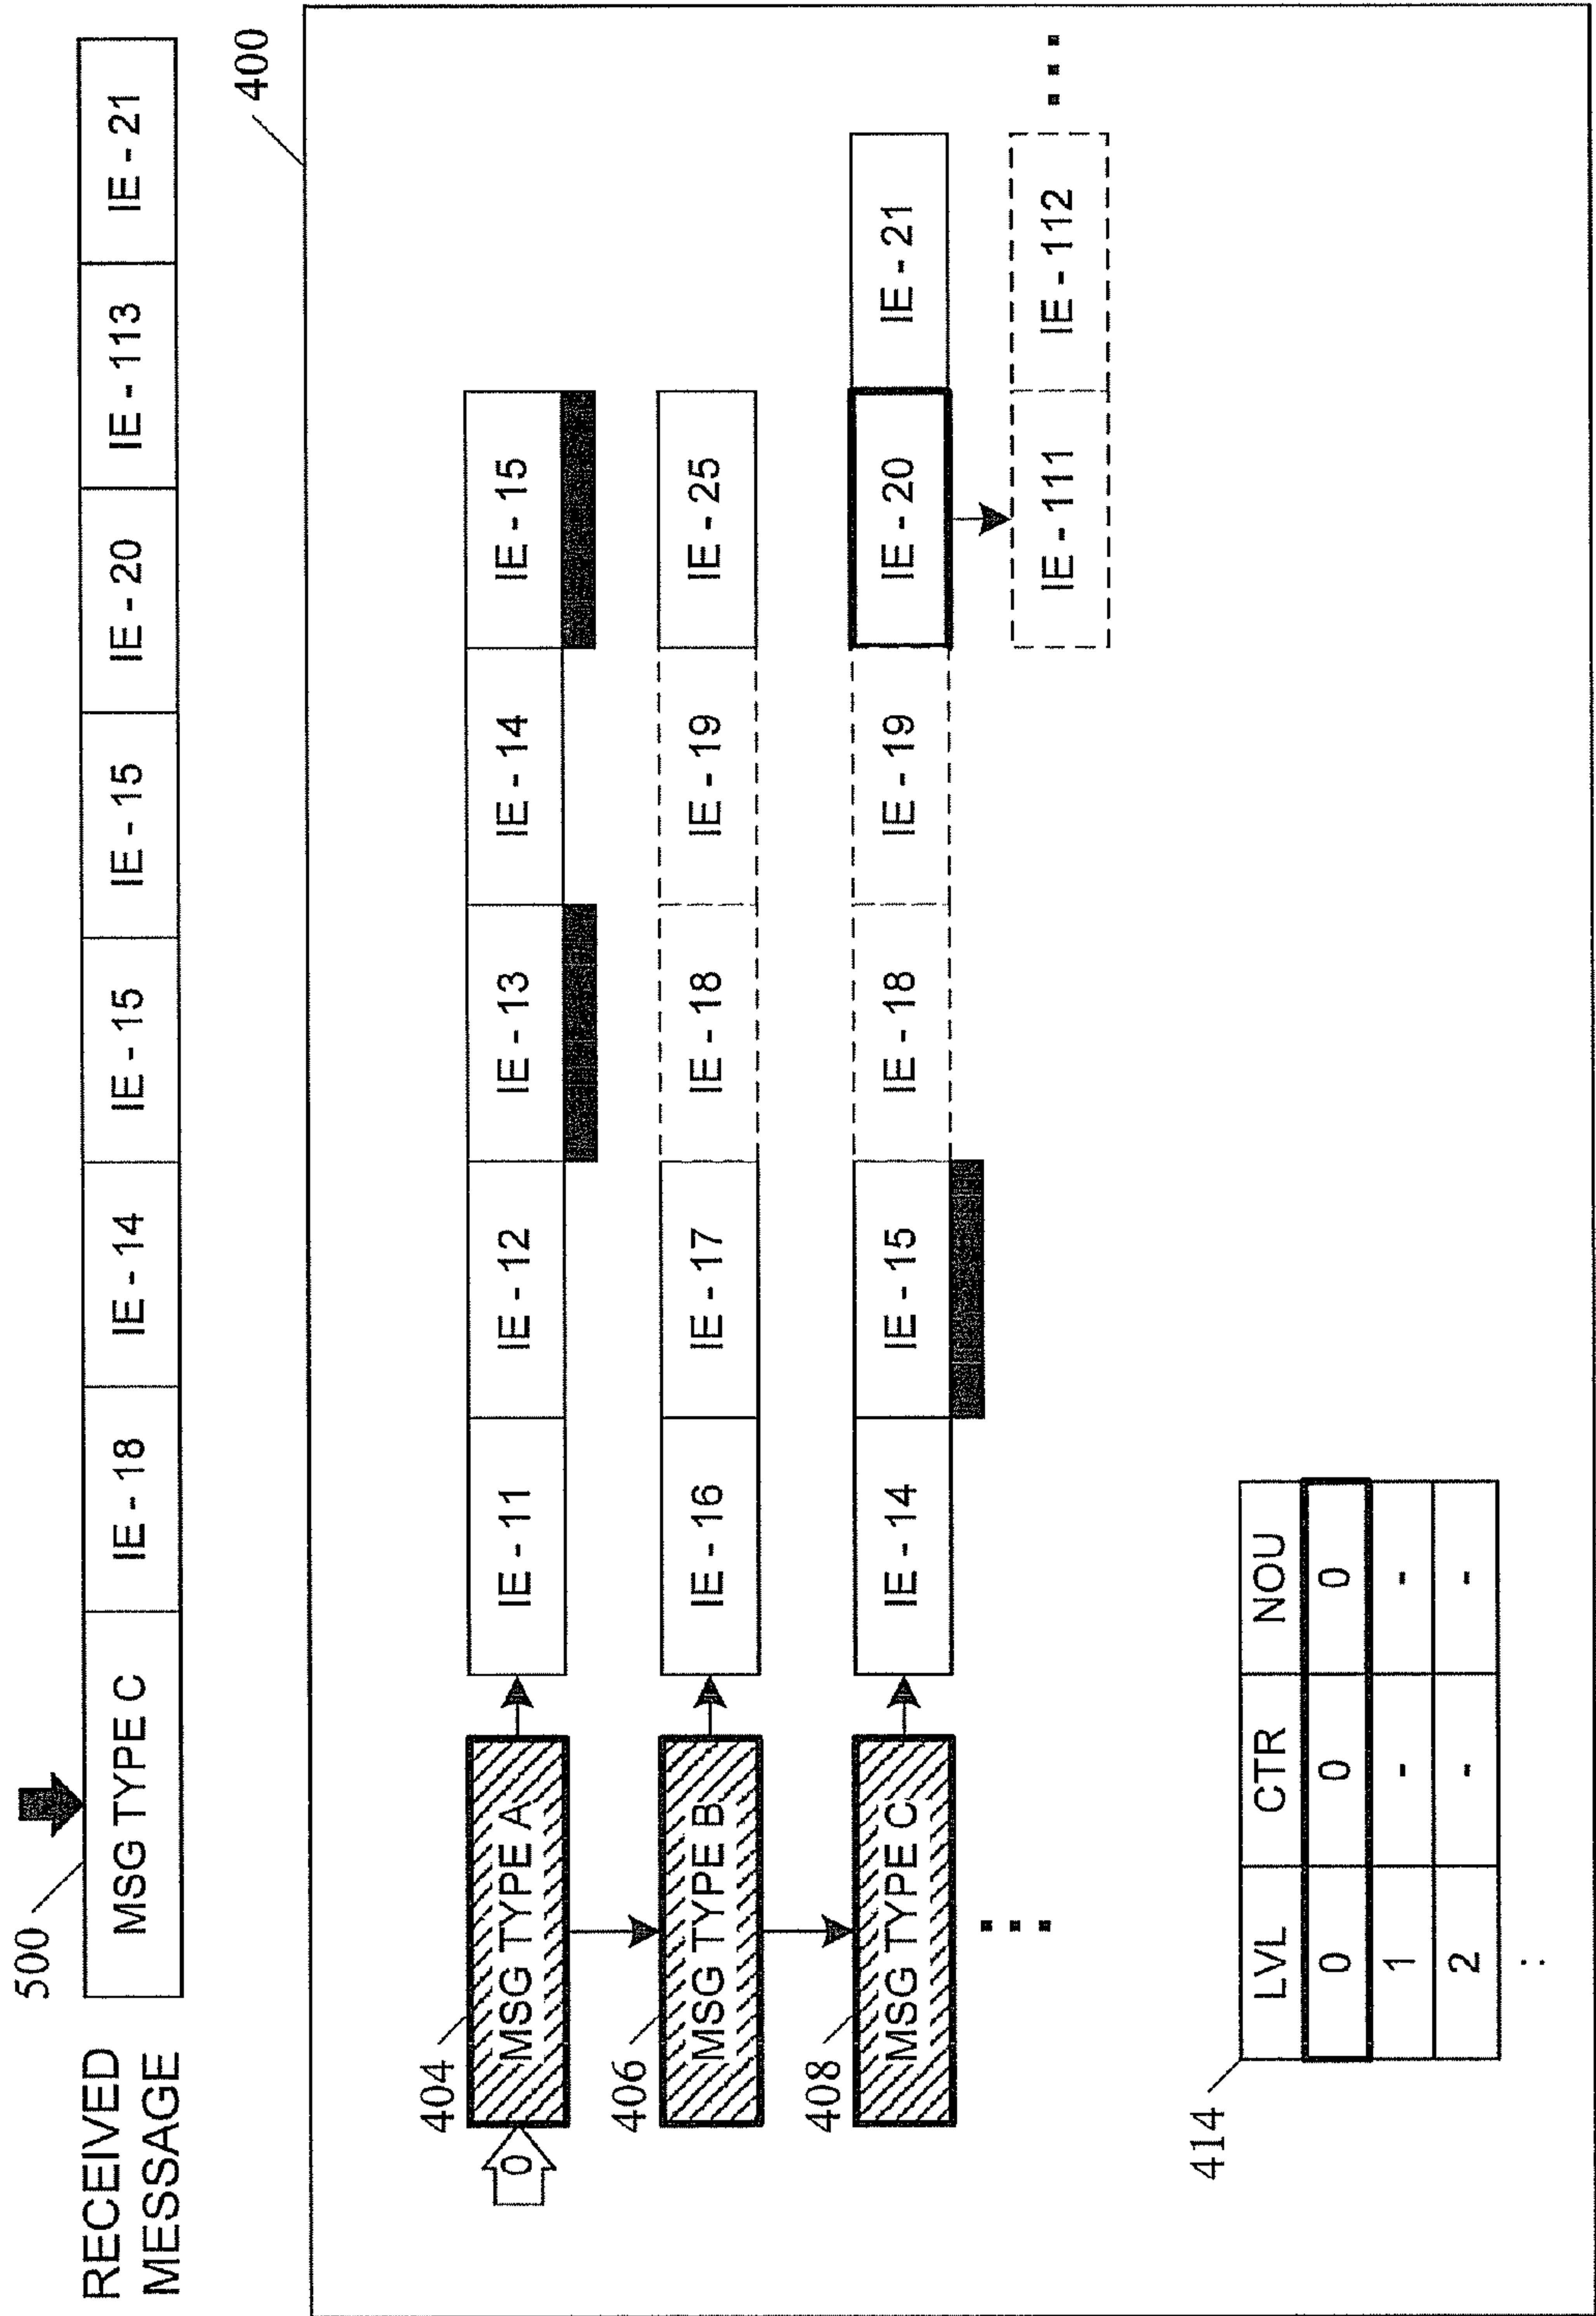 RECEIVED
MESSAGE
500
MSG TYPE C IE - 18 IE - 14 IE - 15 IE - 15 IE - 20 IE - 113 IE - 21
400
404
0 MSG TYPE A IE - 11 IE - 12 IE - 13 IE - 14 IE - 15
406
MSG TYPE B IE - 16 IE - 17 IE - 18 IE - 19 IE - 25
408
MSG TYPE C IE - 14 IE - 15 IE - 18 IE - 19 IE - 20 IE - 21
IE - 111 IE - 112 ...
...
414
LVL CTR NOU
0 0 0
1 - -
2 - -
: